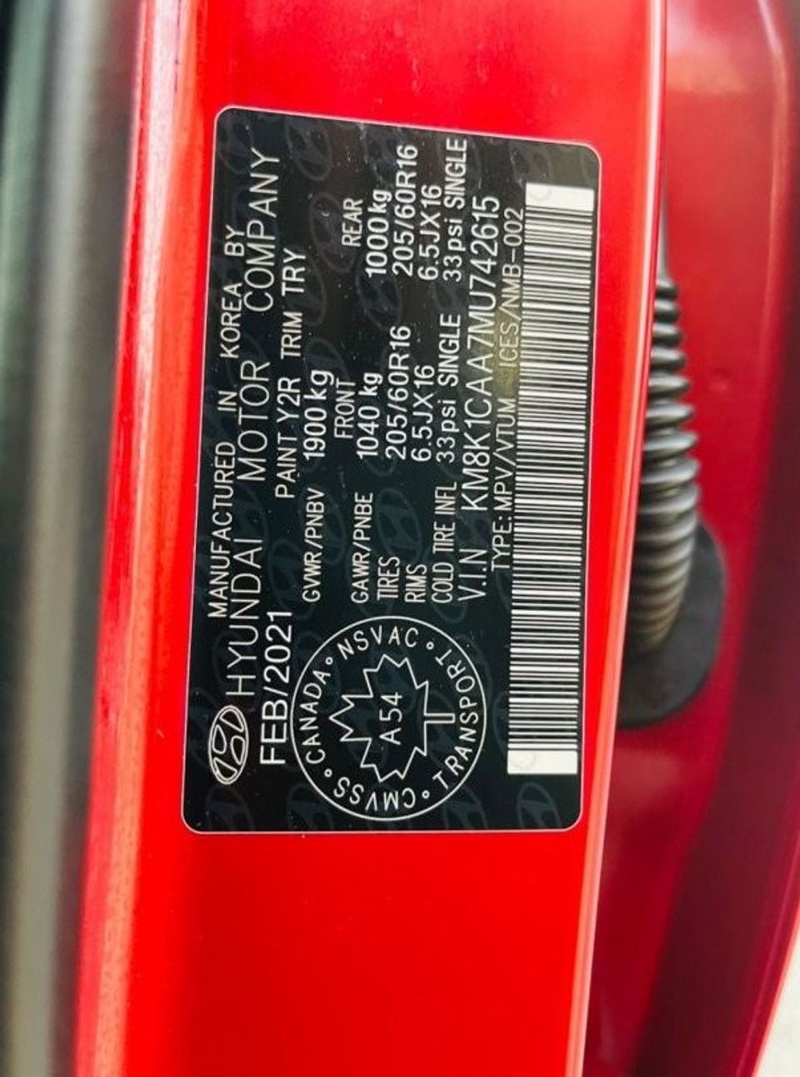 MANUFACTURED IN KOREA BY
HYUNDAI MOTOR COMPANY
FEB/2021 PAINT Y2R TRIM TRY
GVWR/PNBV 1900 kg
FRONT REAR
GAWR/PNBE 1040 kg 1000 kg
TIRES 205/60R16 205/60R16
RIMS 6.5JX16 6.5JX16
COLD TIRE INFL 33psi SINGLE 33psi SINGLE
V.I.N KM8K1CAA7MU742615
TYPE:MPV/VTUM ICES/NMB-002
CANADA • NSVAC • TRANSPORT • CMVSS •
A54